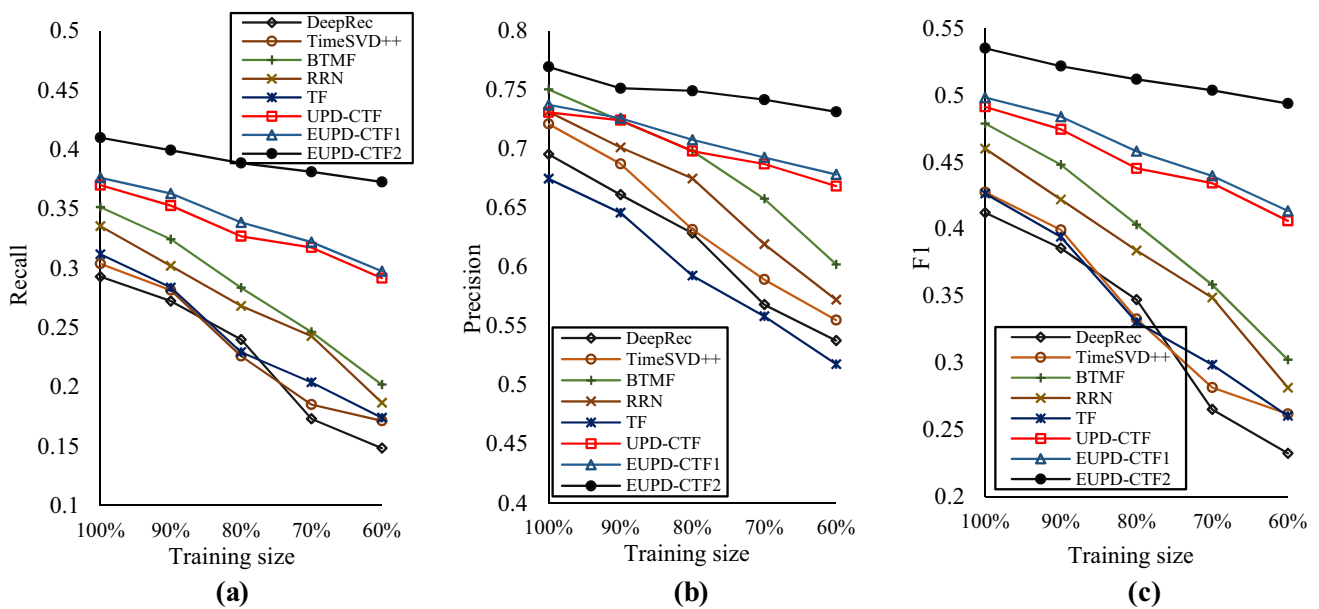 0.5
0.45
0.4
0.35
0.3
0.25
0.2
0.15
0.1
Recall
DeepRec
TimeSVD++
BTMF
RRN
TF
UPD-CTF
EUPD-CTF1
EUPD-CTF2
100% 90% 80% 70% 60%
Training size
(a)
0.8
0.75
0.7
0.65
0.6
0.55
0.5
0.45
0.4
Precision
DeepRec
TimeSVD++
BTMF
RRN
TF
UPD-CTF
EUPD-CTF1
EUPD-CTF2
100% 90% 80% 70% 60%
Training size
(b)
0.55
0.5
0.45
0.4
0.35
0.3
0.25
0.2
F1
DeepRec
TimeSVD++
BTMF
RRN
TF
UPD-CTF
EUPD-CTF1
EUPD-CTF2
100% 90% 80% 70% 60%
Training size
(c)